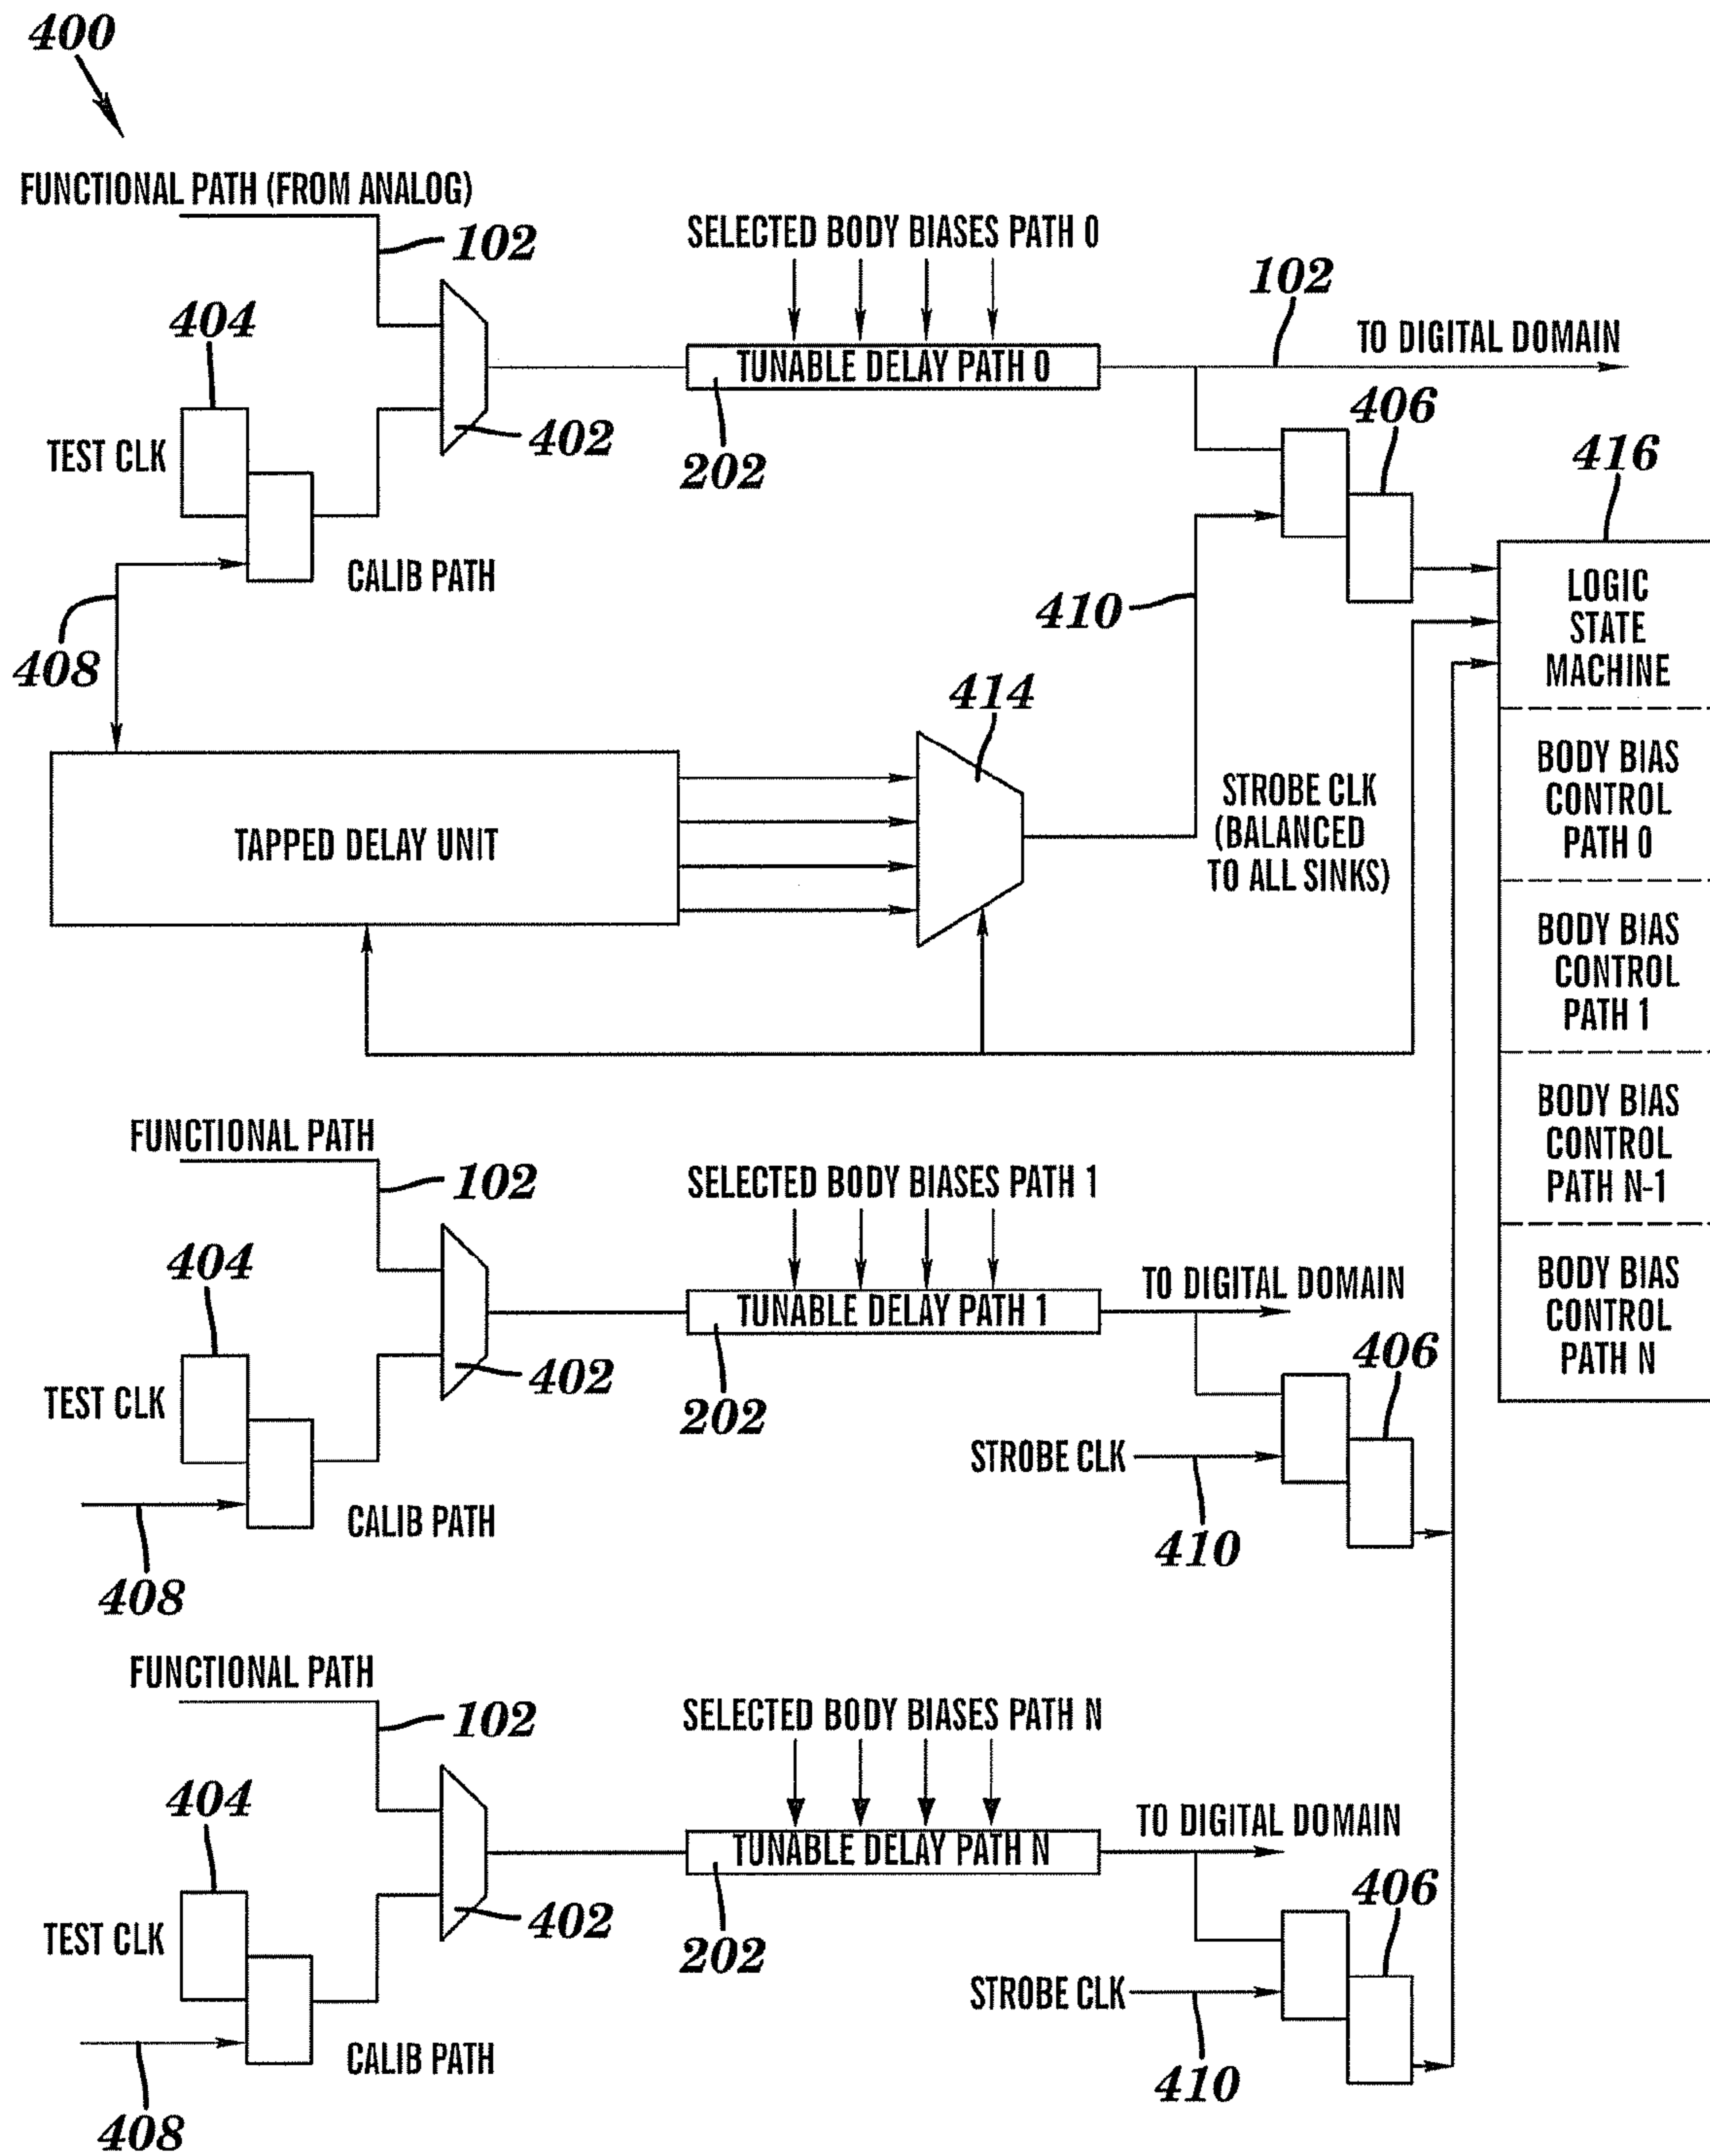 400
FUNCTIONAL PATH (FROM ANALOG)
102
SELECTED BODY BIASES PATH 0
102
TO DIGITAL DOMAIN
404
TUNABLE DELAY PATH 0
406
TEST CLK
402
202
416
CALIB PATH
408
410
LOGIC
STATE
MACHINE
414
TAPPED DELAY UNIT
STROBE CLK
(BALANCED
TO ALL SINKS)
BODY BIAS
CONTROL
PATH 0
BODY BIAS
CONTROL
PATH 1
BODY BIAS
CONTROL
PATH N-1
BODY BIAS
CONTROL
PATH N
FUNCTIONAL PATH
102
SELECTED BODY BIASES PATH 1
404
TUNABLE DELAY PATH 1
TO DIGITAL DOMAIN
406
TEST CLK
402
202
STROBE CLK
410
CALIB PATH
408
FUNCTIONAL PATH
102
SELECTED BODY BIASES PATH N
404
TUNABLE DELAY PATH N
TO DIGITAL DOMAIN
406
TEST CLK
402
202
STROBE CLK
410
CALIB PATH
408